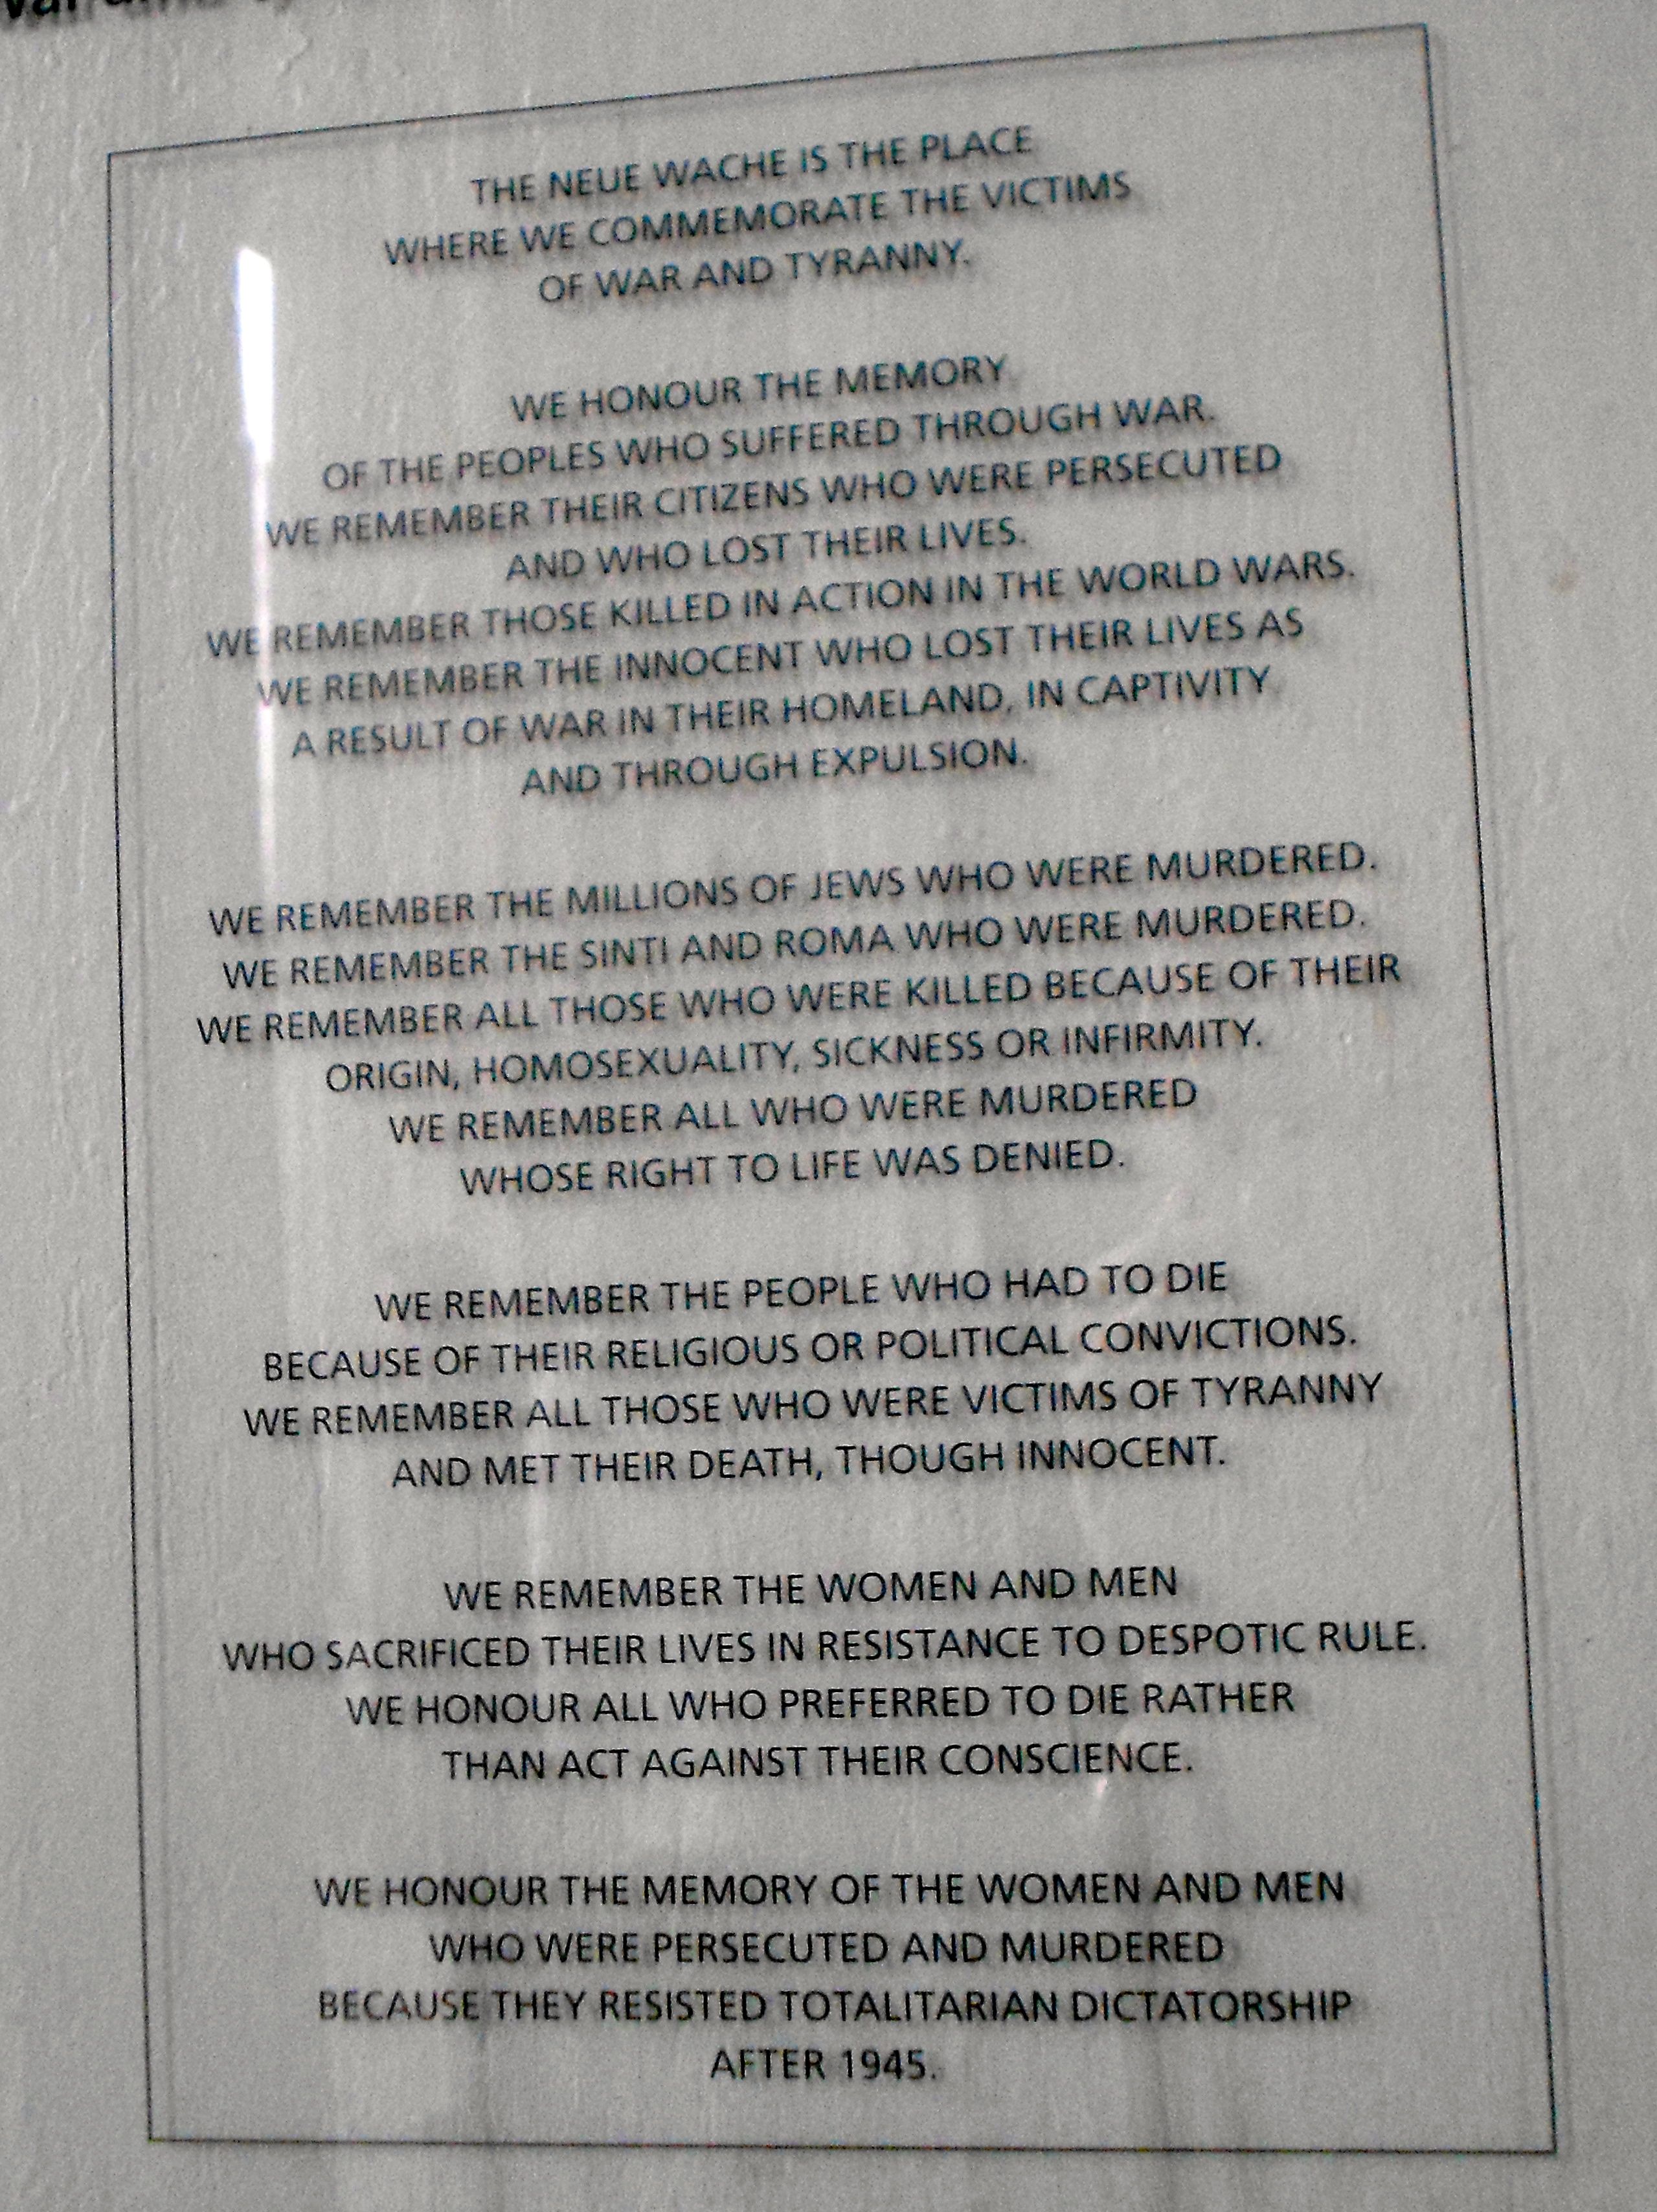 THE NEUE WACHE IS THE PLACE
WHERE WE COMMEMORATE THE VICTIMS
OF WAR AND TYRANNY.
WE HONOUR THE MEMORY
OF THE PEOPLES WHO SUFFERED THROUGH WAR.
WE REMEMBER THEIR CITIZENS WHO WERE PERSECUTED
AND WHO LOST THEIR LIVES.
WE REMEMBER THOSE KILLED IN ACTION IN THE WORLD WARS.
WE REMEMBER THE INNOCENT WHO LOST THEIR LIVES AS
A RESULT OF WAR IN THEIR HOMELAND, IN CAPTIVITY
AND THROUGH EXPULSION.
WE REMEMBER THE MILLIONS OF JEWS WHO WERE MURDERED.
WE REMEMBER THE SINTI AND ROMA WHO WERE MURDERED.
WE REMEMBER ALL THOSE WHO WERE KILLED BECAUSE OF THEIR
ORIGIN, HOMOSEXUALITY, SICKNESS OR INFIRMITY.
WE REMEMBER ALL WHO WERE MURDERED
WHOSE RIGHT TO LIFE WAS DENIED.
WE REMEMBER THE PEOPLE WHO HAD TO DIE
BECAUSE OF THEIR RELIGIOUS OR POLITICAL CONVICTIONS.
WE REMEMBER ALL THOSE WHO WERE VICTIMS OF TYRANNY
AND MET THEIR DEATH, THOUGH INNOCENT.
WE REMEMBER THE WOMEN AND MEN
WHO SACRIFICED THEIR LIVES IN RESISTANCE TO DESPOTIC RULE.
WE HONOUR ALL WHO PREFERRED TO DIE RATHER
THAN ACT AGAINST THEIR CONSCIENCE.
WE HONOUR THE MEMORY OF THE WOMEN AND MEN
WHO WERE PERSECUTED AND MURDERED
BECAUSE THEY RESISTED TOTALITARIAN DICTATORSHIP
AFTER 1945.